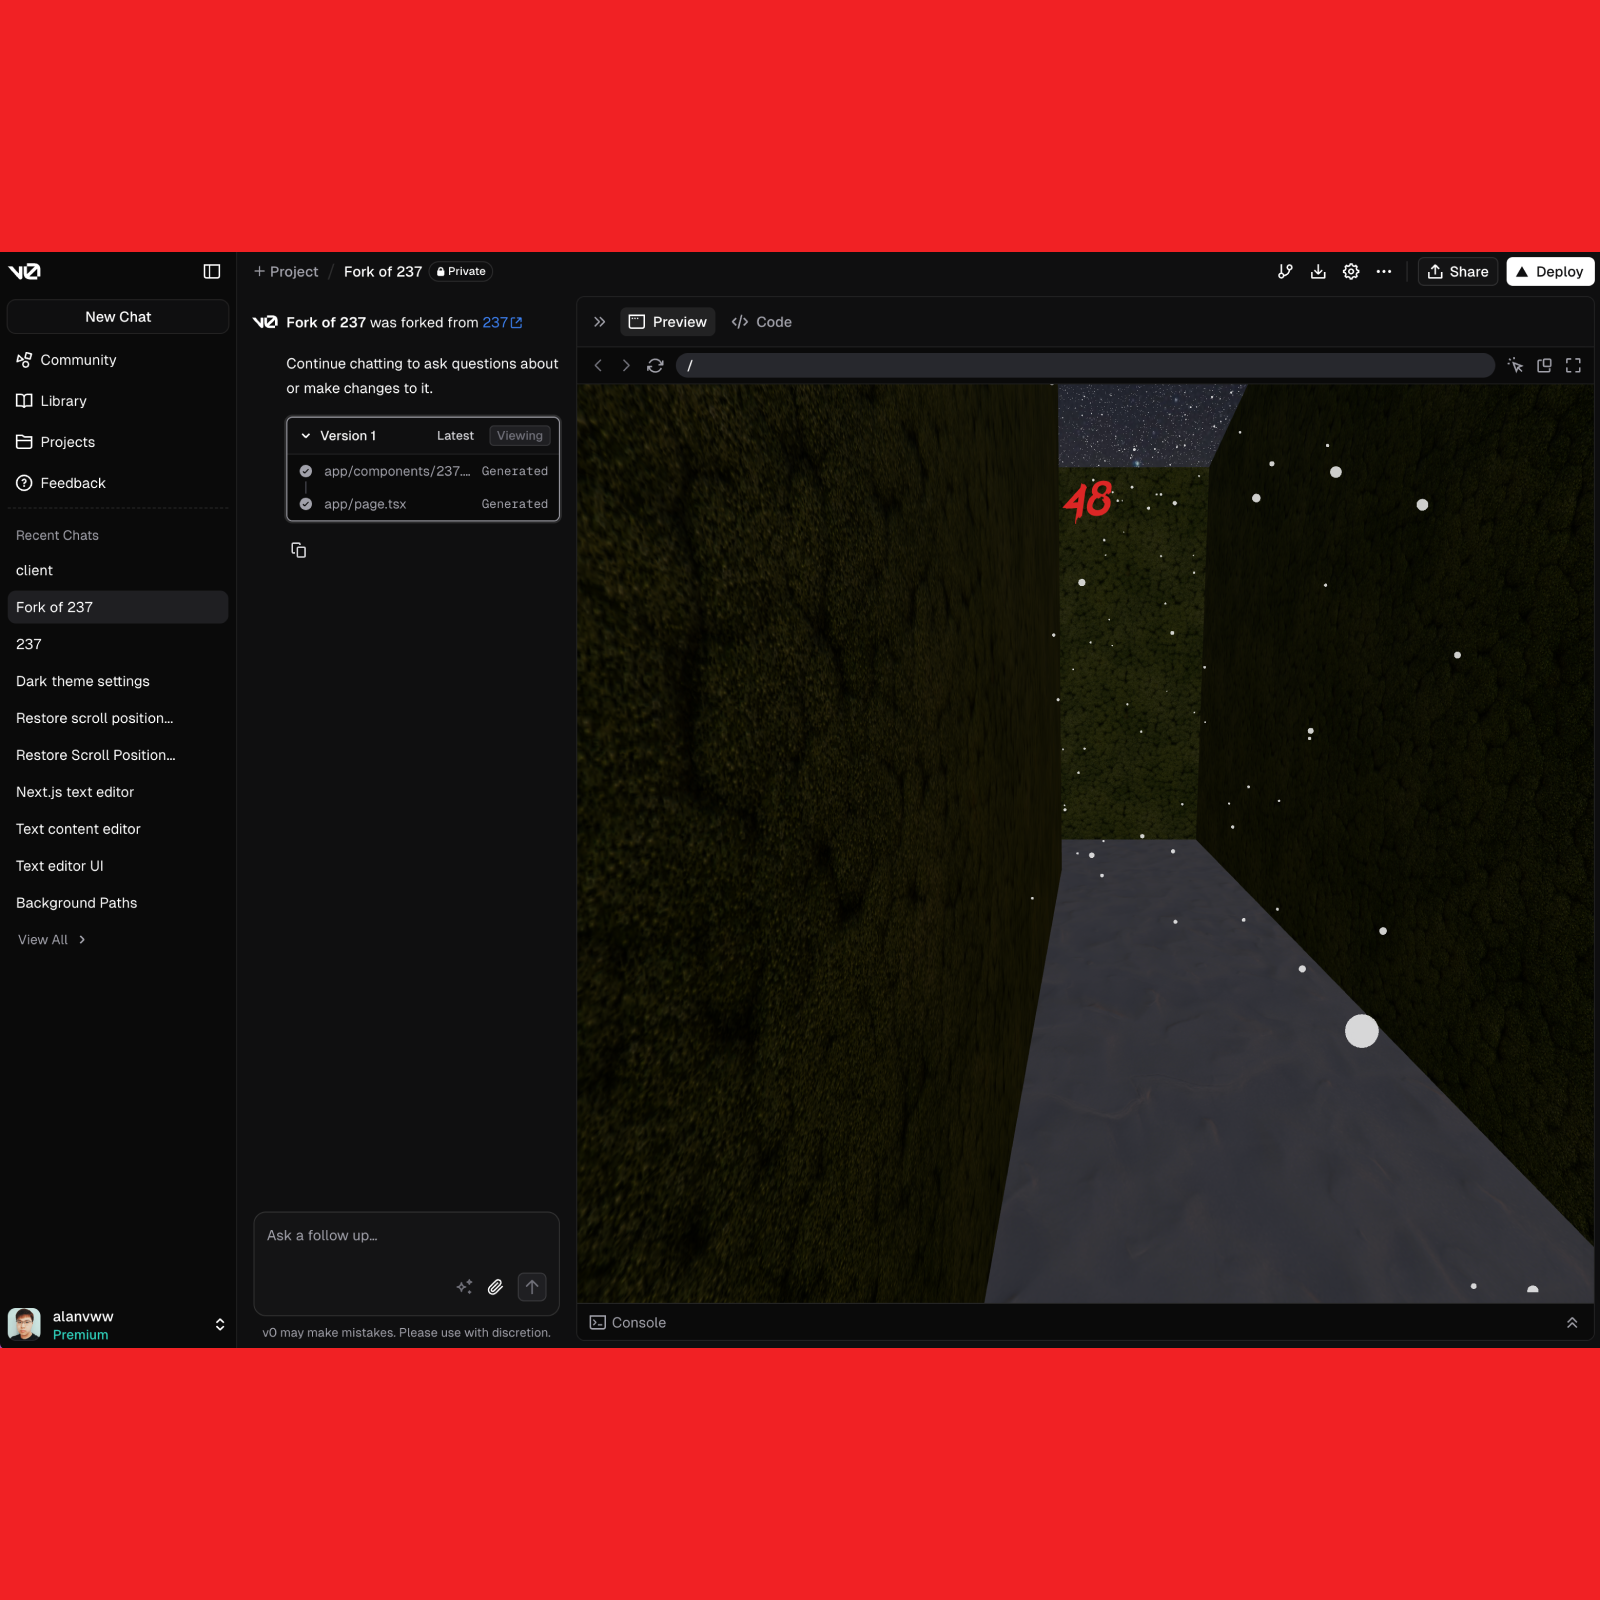 v0
New Chat
Community
Library
Projects
Feedback
Recent Chats
client
Fork of 237
237
Dark theme settings
Restore scroll position...
Restore Scroll Position...
Next.js text editor
Text content editor
Text editor UI
Background Paths
View All
alanvww
Premium
+ Project / Fork of 237 Private
v0 Fork of 237 was forked from 237
Continue chatting to ask questions about
or make changes to it.
Version 1 Latest Viewing
app/components/237.... Generated
app/page.tsx Generated
Ask a follow up...
v0 may make mistakes. Please use with discretion.
Share
Deploy
Preview
Code
/
48
Console